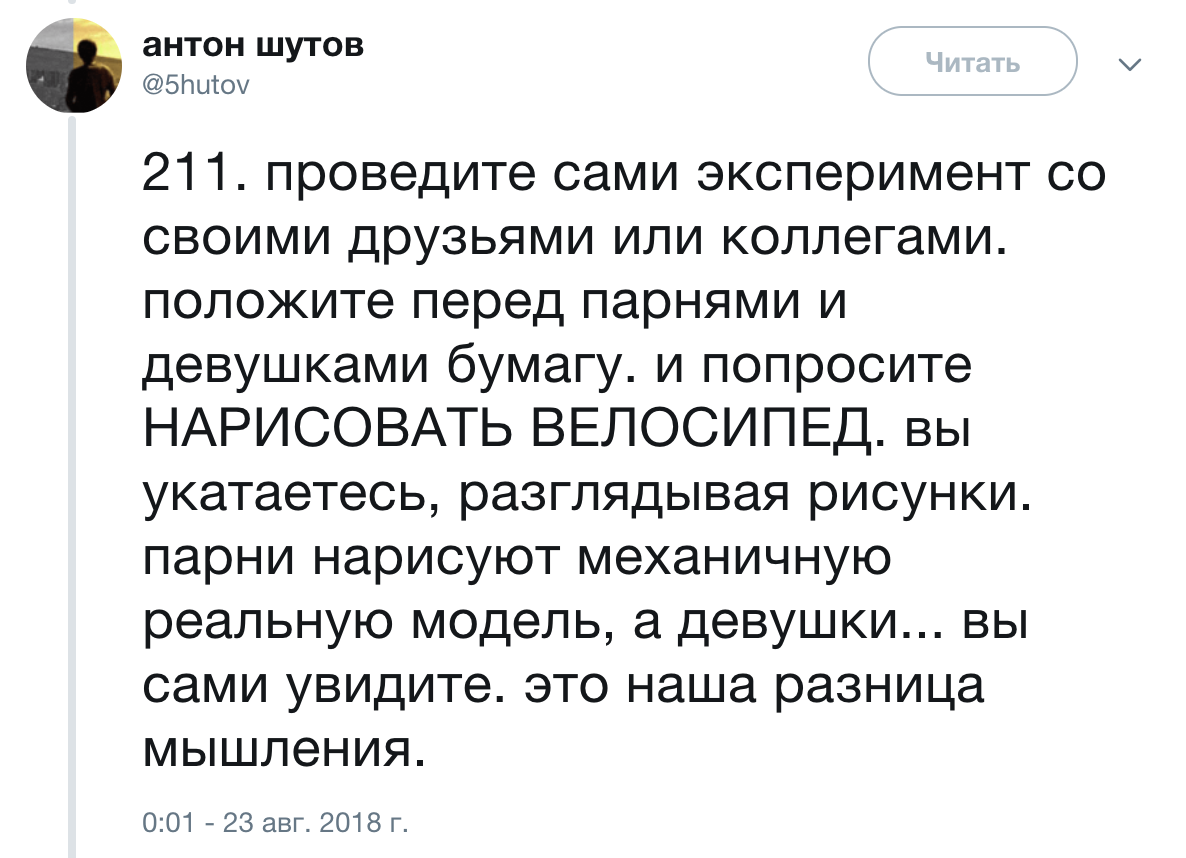 антон шутов
@5hutov
Читать
211. проведите сами эксперимент со
своими друзьями или коллегами.
положите перед парнями и
девушками бумагу. и попросите
НАРИСОВАТЬ ВЕЛОСИПЕД. вы
укатаетесь, разглядывая рисунки.
парни нарисуют механичную
реальную модель, а девушки... вы
сами увидите. это наша разница
мышления.
0:01 - 23 авг. 2018 г.